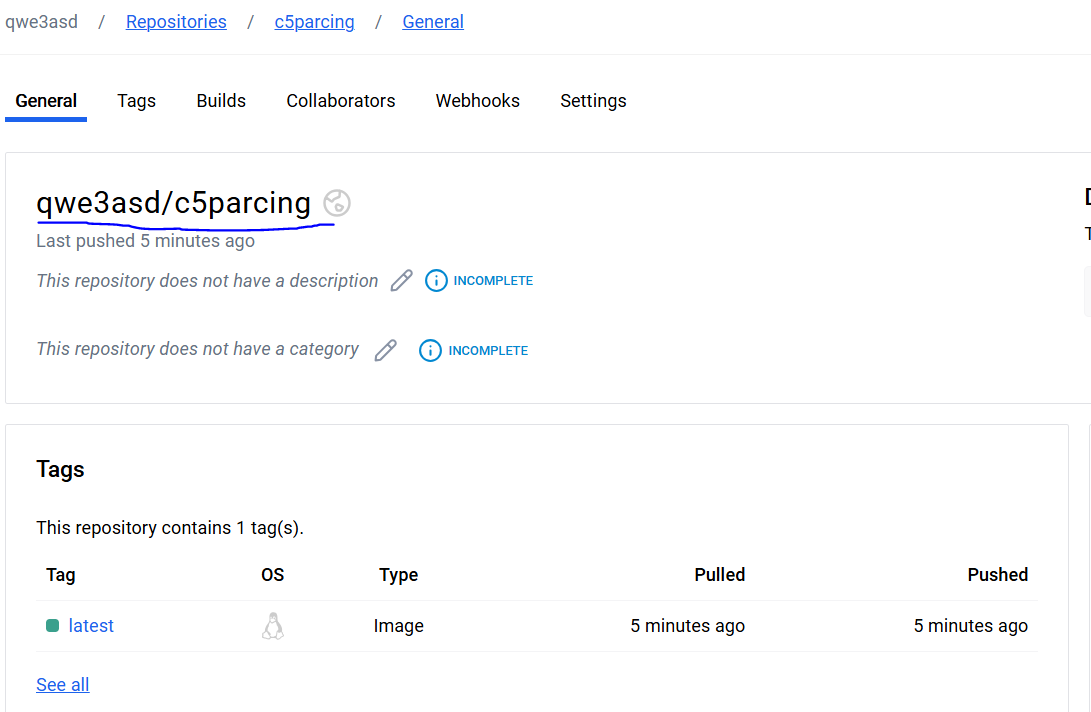 qwe3asd / Repositories / c5parcing / General
General Tags Builds Collaborators Webhooks Settings
qwe3asd/c5parcing
Last pushed 5 minutes ago
This repository does not have a description INCOMPLETE
This repository does not have a category INCOMPLETE
Tags
This repository contains 1 tag(s).
Tag OS Type Pulled Pushed
latest Image 5 minutes ago 5 minutes ago
See all